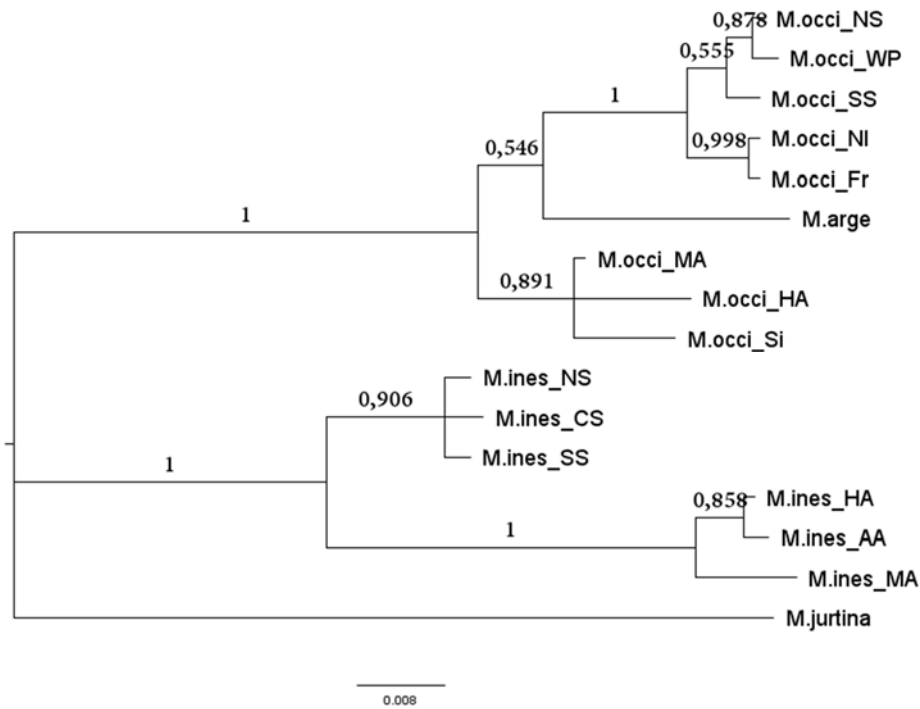 0,878 M.occi_NS
0,555 M.occi_WP
1 M.occi_SS
0,998 M.occi_NI
0,546 M.occi_Fr
1 M.arge
M.occi_MA
0,891 M.occi_HA
M.occi_Si
M.ines_NS
0,906 M.ines_CS
1 M.ines_SS
0,858 M.ines_HA
1 M.ines_AA
M.ines_MA
M.jurtina
0.008